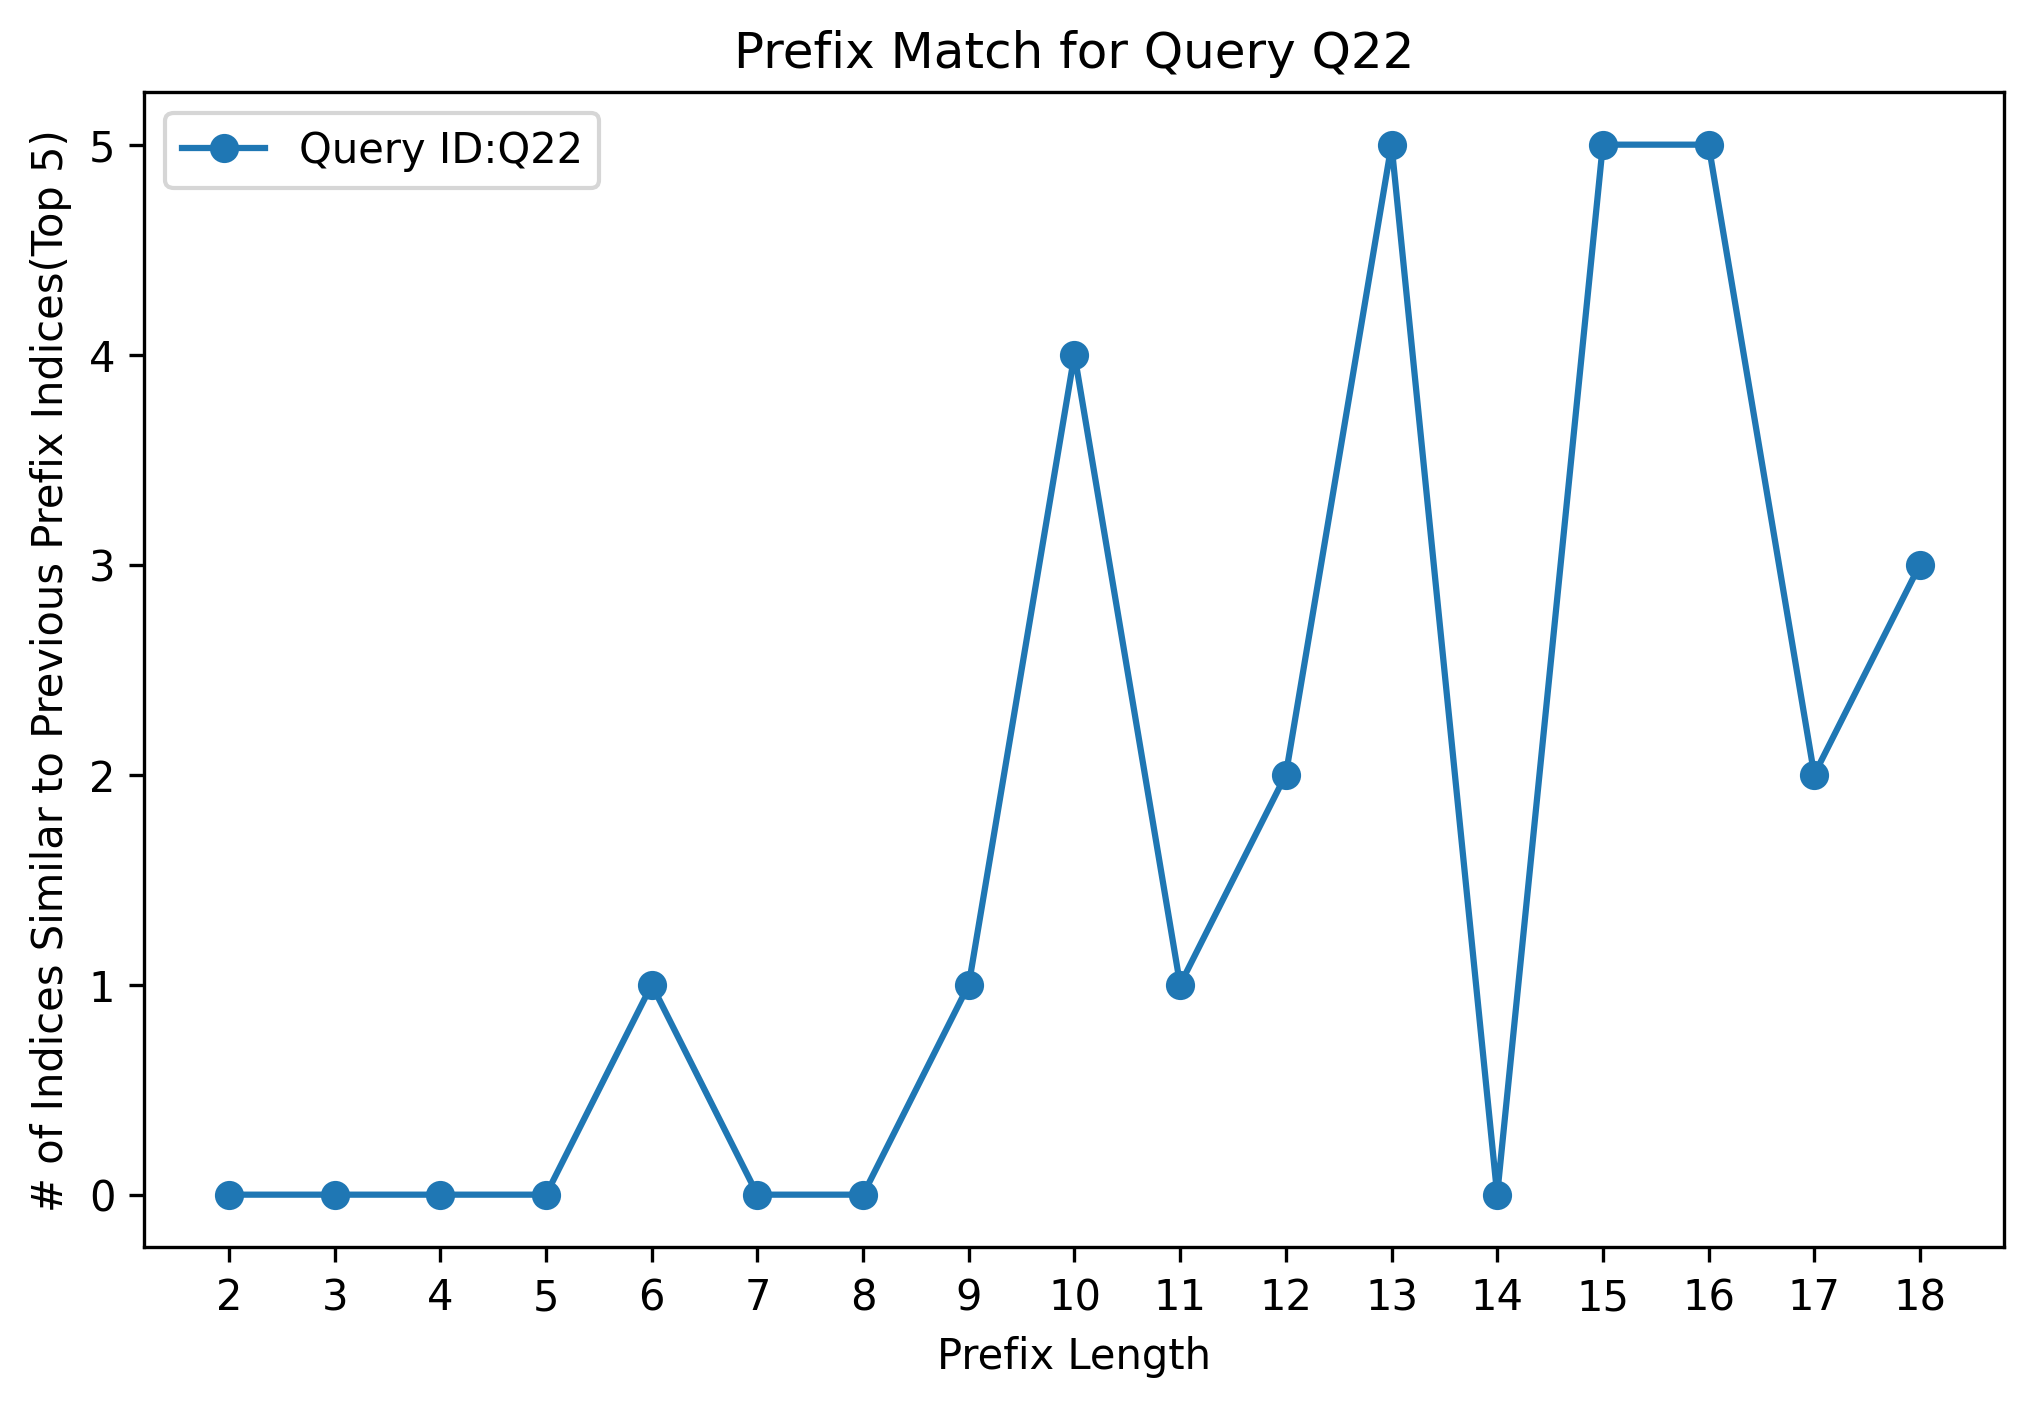 Prefix Match for Query Q22
Query ID:Q22
# of Indices Similar to Previous Prefix Indices(Top 5)
5
4
3
2
1
0
2 3 4 5 6 7 8 9 10 11 12 13 14 15 16 17 18
Prefix Length